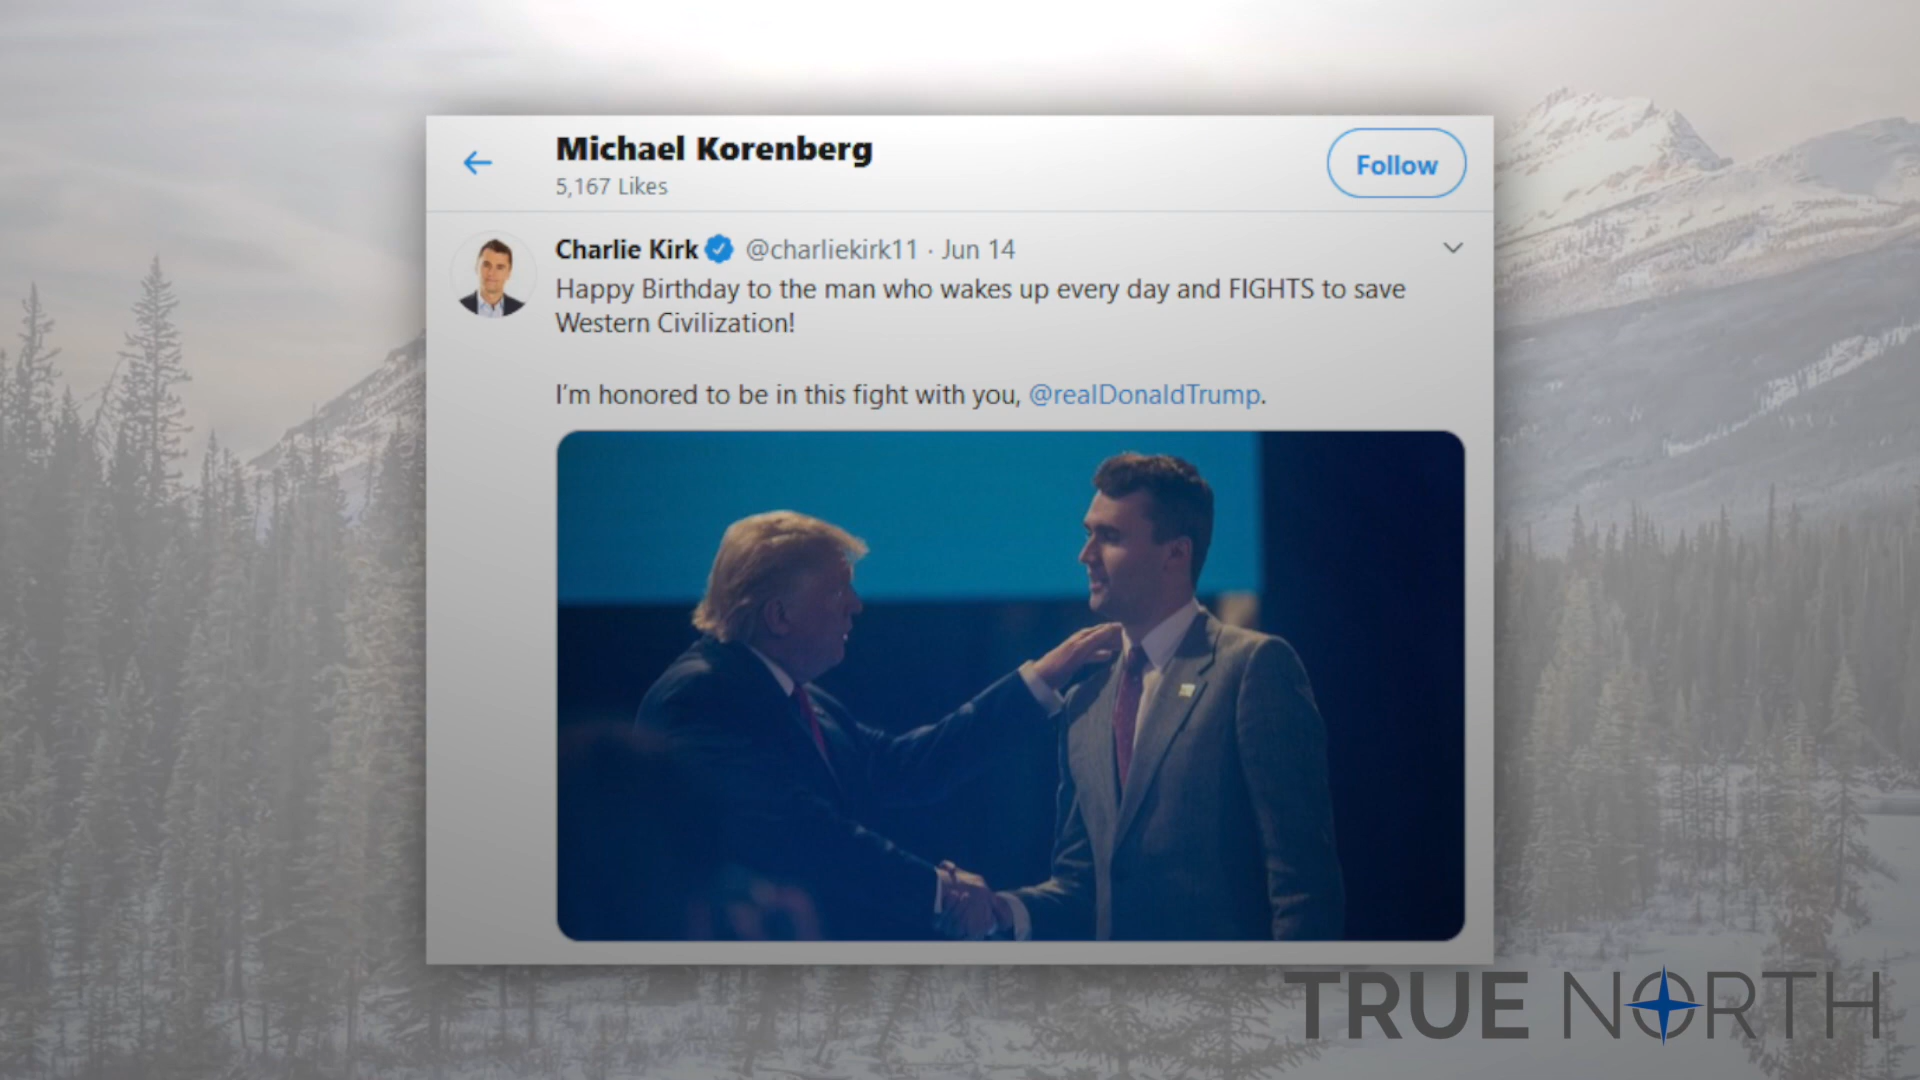 Michael Korenberg
5,167 Likes
Follow
Charlie Kirk @charliekirk11 · Jun 14
Happy Birthday to the man who wakes up every day and FIGHTS to save
Western Civilization!
I'm honored to be in this fight with you, @realDonaldTrump.
TRUE NORTH